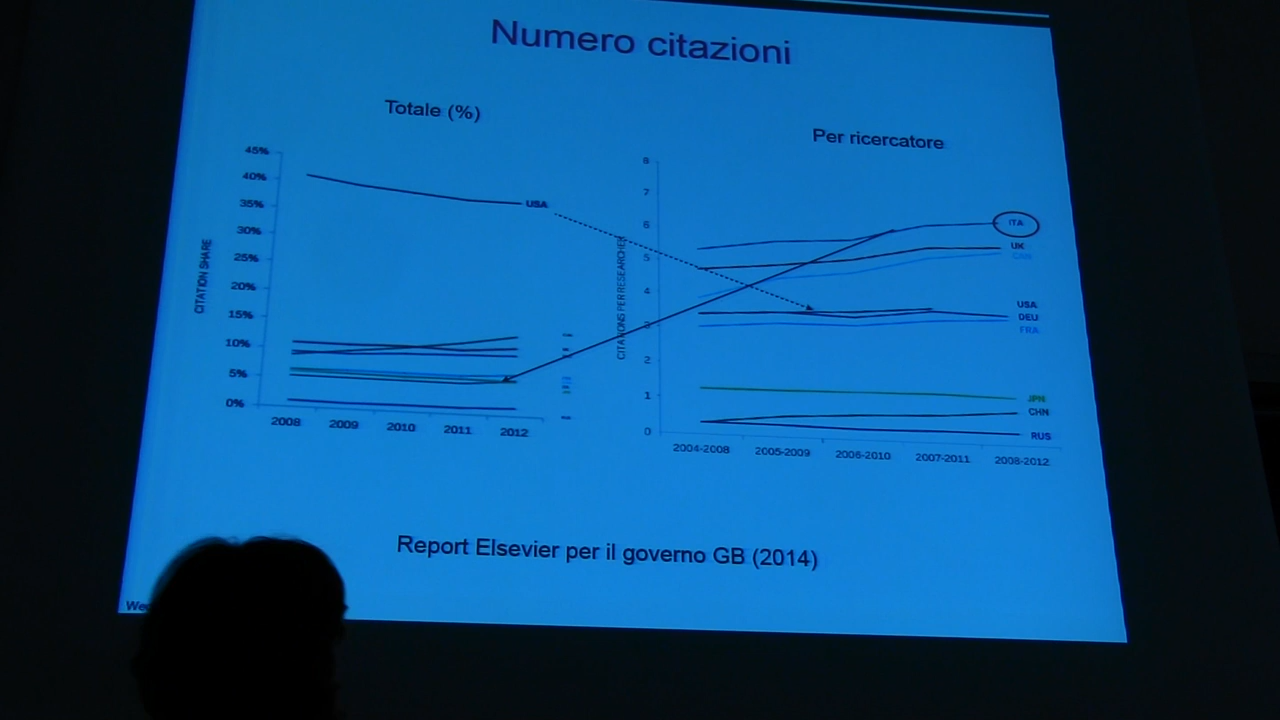 Numero citazioni
Totale (%)
Per ricercatore
CITATION SHARE
45%
40%
35%
30%
25%
20%
15%
10%
5%
0%
2008 2009 2010 2011 2012
USA
CITATIONS PER RESEARCHER
8
7
6
5
4
3
2
1
0
2004-2008 2005-2009 2006-2010 2007-2011 2008-2012
ITA
UK
CAN
USA
DEU
FRA
JPN
CHN
RUS
Report Elsevier per il governo GB (2014)